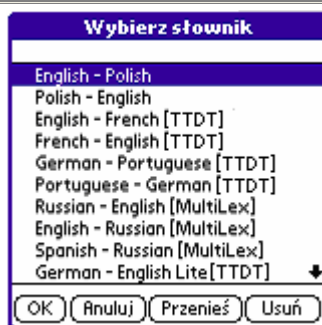 Wybierz słownik
English - Polish
Polish - English
English - French [TTDT]
French - English [TTDT]
German - Portuguese [TTDT]
Portuguese - German [TTDT]
Russian - English [MultiLex]
English - Russian [MultiLex]
Spanish - Russian [MultiLex]
German - English Lite[TTDT]
OK Anuluj Przenieś Usuń